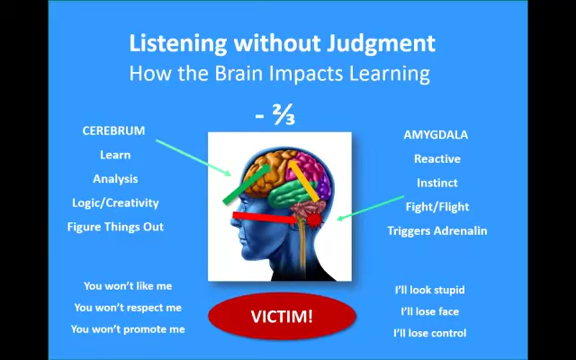 Listening without Judgment
How the Brain Impacts Learning
- ⅔
CEREBRUM
Learn
Analysis
Logic/Creativity
Figure Things Out
AMYGDALA
Reactive
Instinct
Fight/Flight
Triggers Adrenalin
You won't like me
You won't respect me
You won't promote me
VICTIM!
I'll look stupid
I'll lose face
I'll lose control